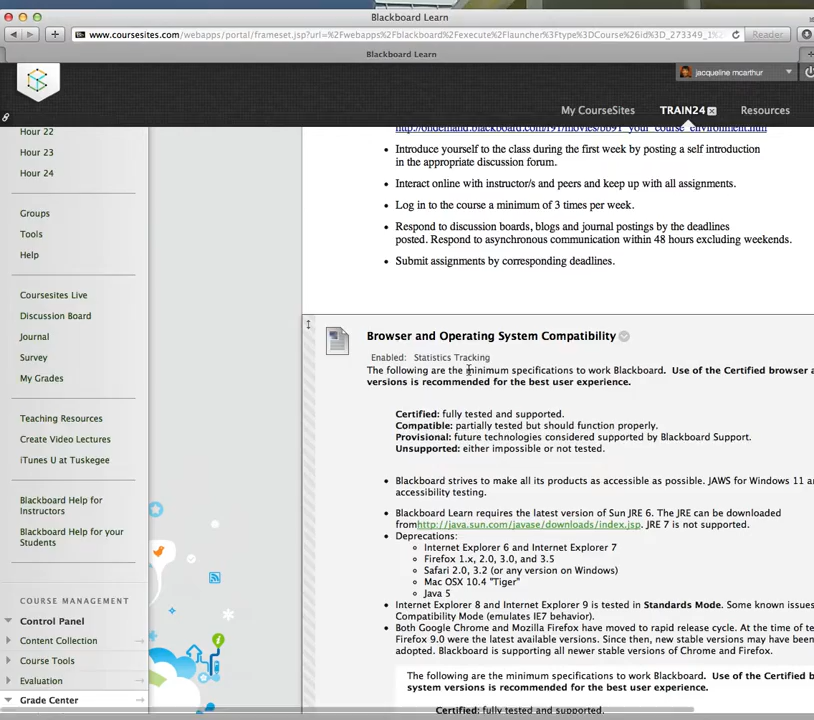 Blackboard Learn
www.coursesites.com/webapps/portal/frameset.jsp?url=%2Fwebapps%2Fblackboard%2Fexecute%2Flauncher%3Ftype%3DCourse%26id%3D_273349_1%
Reader
Blackboard Learn
jacqueline mcarthur
My CourseSites
TRAIN24
Resources
Hour 22
Hour 23
Hour 24
Groups
Tools
Help
Coursesites Live
Discussion Board
Journal
Survey
My Grades
Teaching Resources
Create Video Lectures
iTunes U at Tuskegee
Blackboard Help for
Instructors
Blackboard Help for your
Students
COURSE MANAGEMENT
Control Panel
Content Collection
Course Tools
Evaluation
Grade Center
http://ondemand.blackboard.com/r91/movies/bb91_your_course_environment.htm
• Introduce yourself to the class during the first week by posting a self introduction
in the appropriate discussion forum.
• Interact online with instructor/s and peers and keep up with all assignments.
• Log in to the course a minimum of 3 times per week.
• Respond to discussion boards, blogs and journal postings by the deadlines
posted. Respond to asynchronous communication within 48 hours excluding weekends.
• Submit assignments by corresponding deadlines.
Browser and Operating System Compatibility
Enabled: Statistics Tracking
The following are the minimum specifications to work Blackboard. Use of the Certified browser a
versions is recommended for the best user experience.
Certified: fully tested and supported.
Compatible: partially tested but should function properly.
Provisional: future technologies considered supported by Blackboard Support.
Unsupported: either impossible or not tested.
• Blackboard strives to make all its products as accessible as possible. JAWS for Windows 11 a
accessibility testing.
• Blackboard Learn requires the latest version of Sun JRE 6. The JRE can be downloaded
fromhttp://java.sun.com/javase/downloads/index.jsp. JRE 7 is not supported.
• Deprecations:
Internet Explorer 6 and Internet Explorer 7
Firefox 1.x, 2.0, 3.0, and 3.5
Safari 2.0, 3.2 (or any version on Windows)
Mac OSX 10.4 "Tiger"
Java 5
• Internet Explorer 8 and Internet Explorer 9 is tested in Standards Mode. Some known issues
Compatibility Mode (emulates IE7 behavior).
• Both Google Chrome and Mozilla Firefox have moved to rapid release cycle. At the time of te
Firefox 9.0 were the latest available versions. Since then, new stable versions may have been
adopted. Blackboard is supporting all newer stable versions of Chrome and Firefox.
The following are the minimum specifications to work Blackboard. Use of the Certified b
system versions is recommended for the best user experience.
Certified: fully tested and supported.